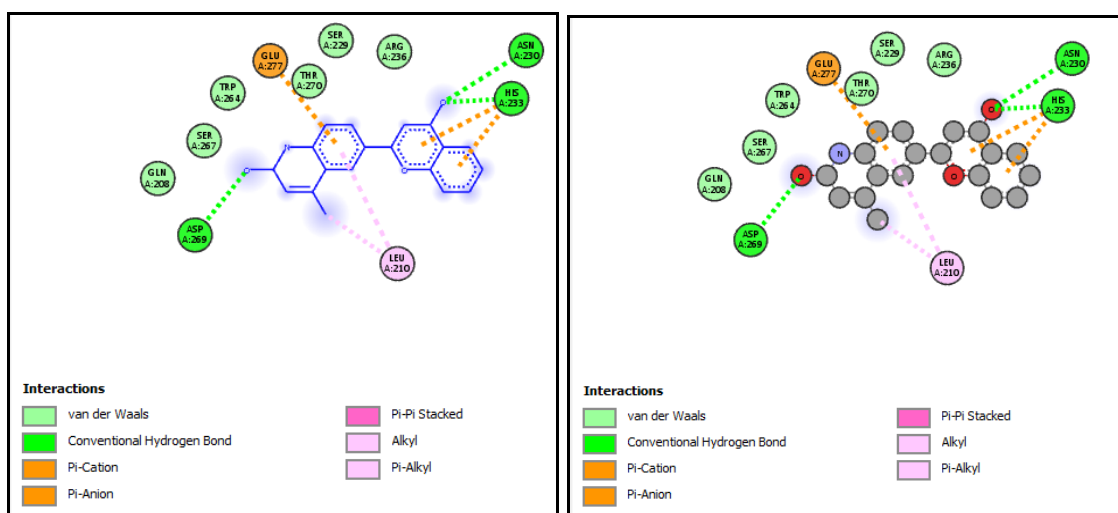 SER
A:229
ARG
A:236
ASN
A:230
GLU
A:277
THR
A:270
HIS
A:233
TRP
A:264
SER
A:267
GLN
A:208
N
O
O
O
ASP
A:269
LEU
A:210
Interactions
van der Waals
Conventional Hydrogen Bond
Pi-Cation
Pi-Anion
Pi-Pi Stacked
Alkyl
Pi-Alkyl
SER
A:229
ARG
A:236
ASN
A:230
GLU
A:277
THR
A:270
HIS
A:233
TRP
A:264
O
SER
A:267
N
GLN
A:208
O
O
ASP
A:269
LEU
A:210
Interactions
van der Waals
Conventional Hydrogen Bond
Pi-Cation
Pi-Anion
Pi-Pi Stacked
Alkyl
Pi-Alkyl